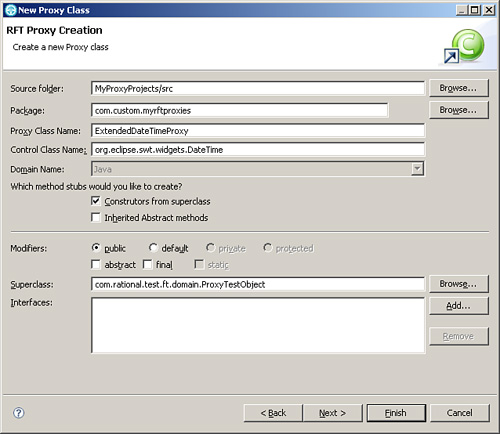 New Proxy Class
RFT Proxy Creation
Create a new Proxy class
C
Source folder: MyProxyProjects/src Browse...
Package: com.custom.myrftproxies Browse...
Proxy Class Name: ExtendedDateTimeProxy
Control Class Name: org.eclipse.swt.widgets.DateTime
Domain Name: Java
Which method stubs would you like to create?
Construtors from superclass
Inherited Abstract methods
Modifiers: public default private protected
abstract final static
Superclass: com.rational.test.ft.domain.ProxyTestObject Browse...
Interfaces: Add...
Remove
? < Back Next > Finish Cancel